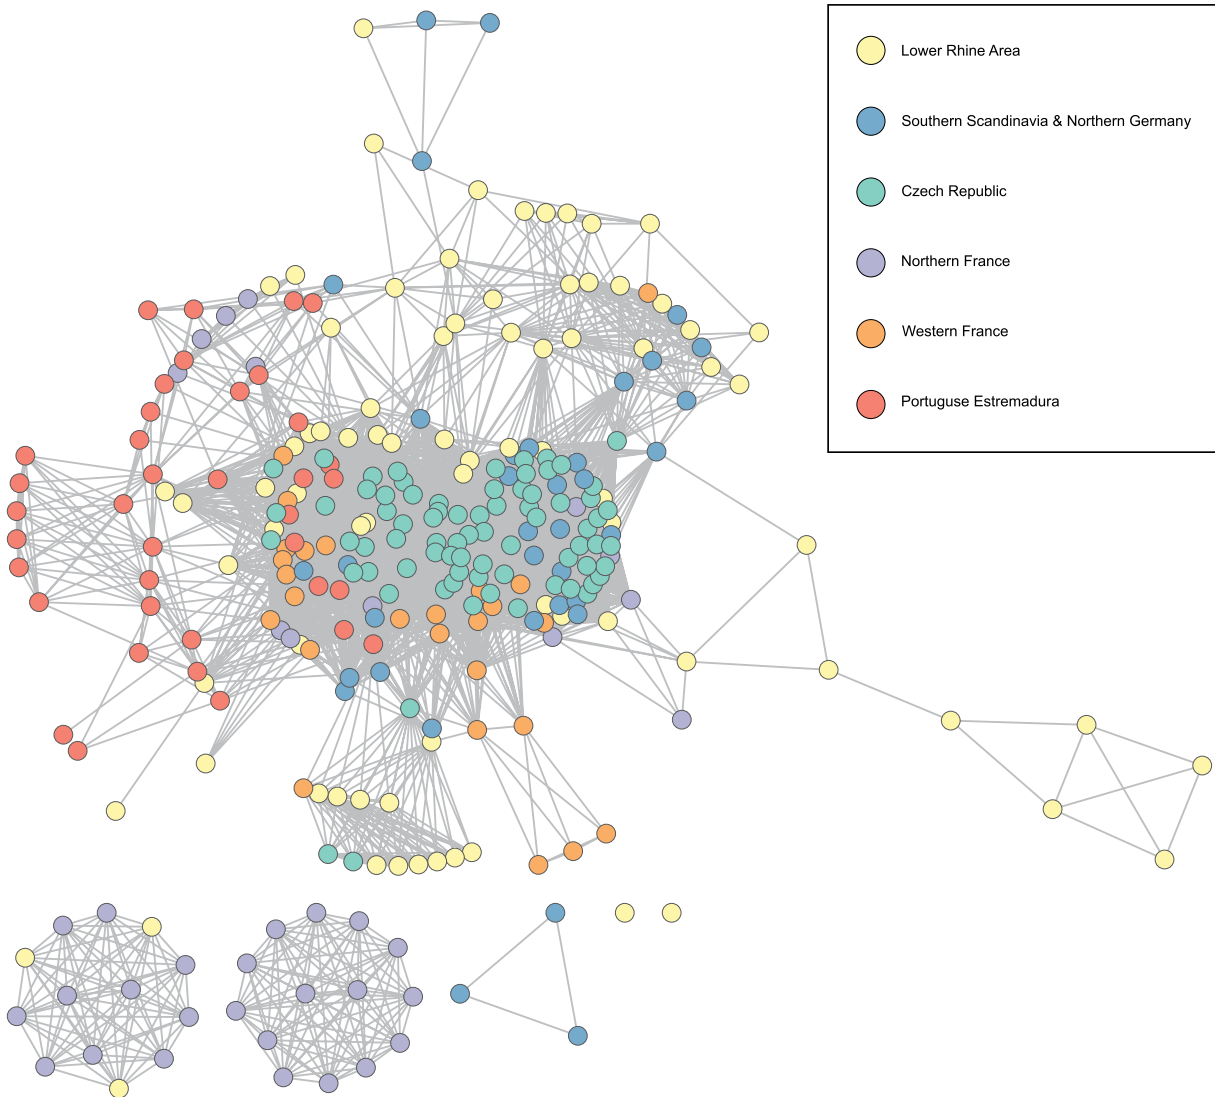 Lower Rhine Area
Southern Scandinavia & Northern Germany
Czech Republic
Northern France
Western France
Portuguse Estremadura